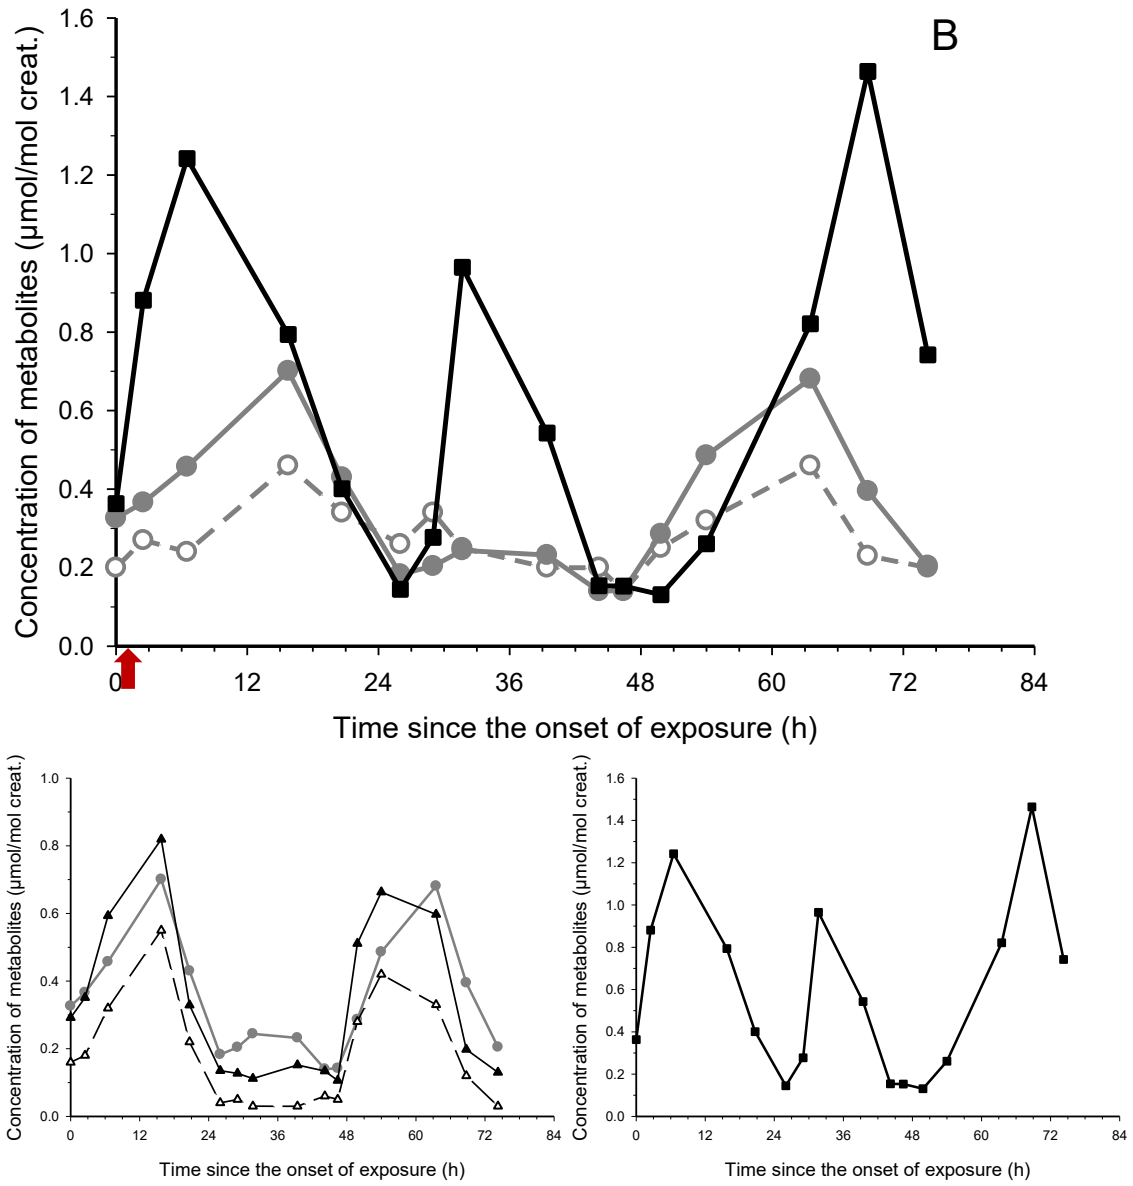 B
Concentration of metabolites (µmol/mol creat.)
1.6
1.4
1.2
1.0
0.8
0.6
0.4
0.2
0.0
0 12 24 36 48 60 72 84
Time since the onset of exposure (h)
Concentration of metabolites (µmol/mol creat.)
1.0
0.8
0.6
0.4
0.2
0.0
0 12 24 36 48 60 72 84
Time since the onset of exposure (h)
Concentration of metabolites (µmol/mol creat.)
1.6
1.4
1.2
1.0
0.8
0.6
0.4
0.2
0.0
0 12 24 36 48 60 72 84
Time since the onset of exposure (h)